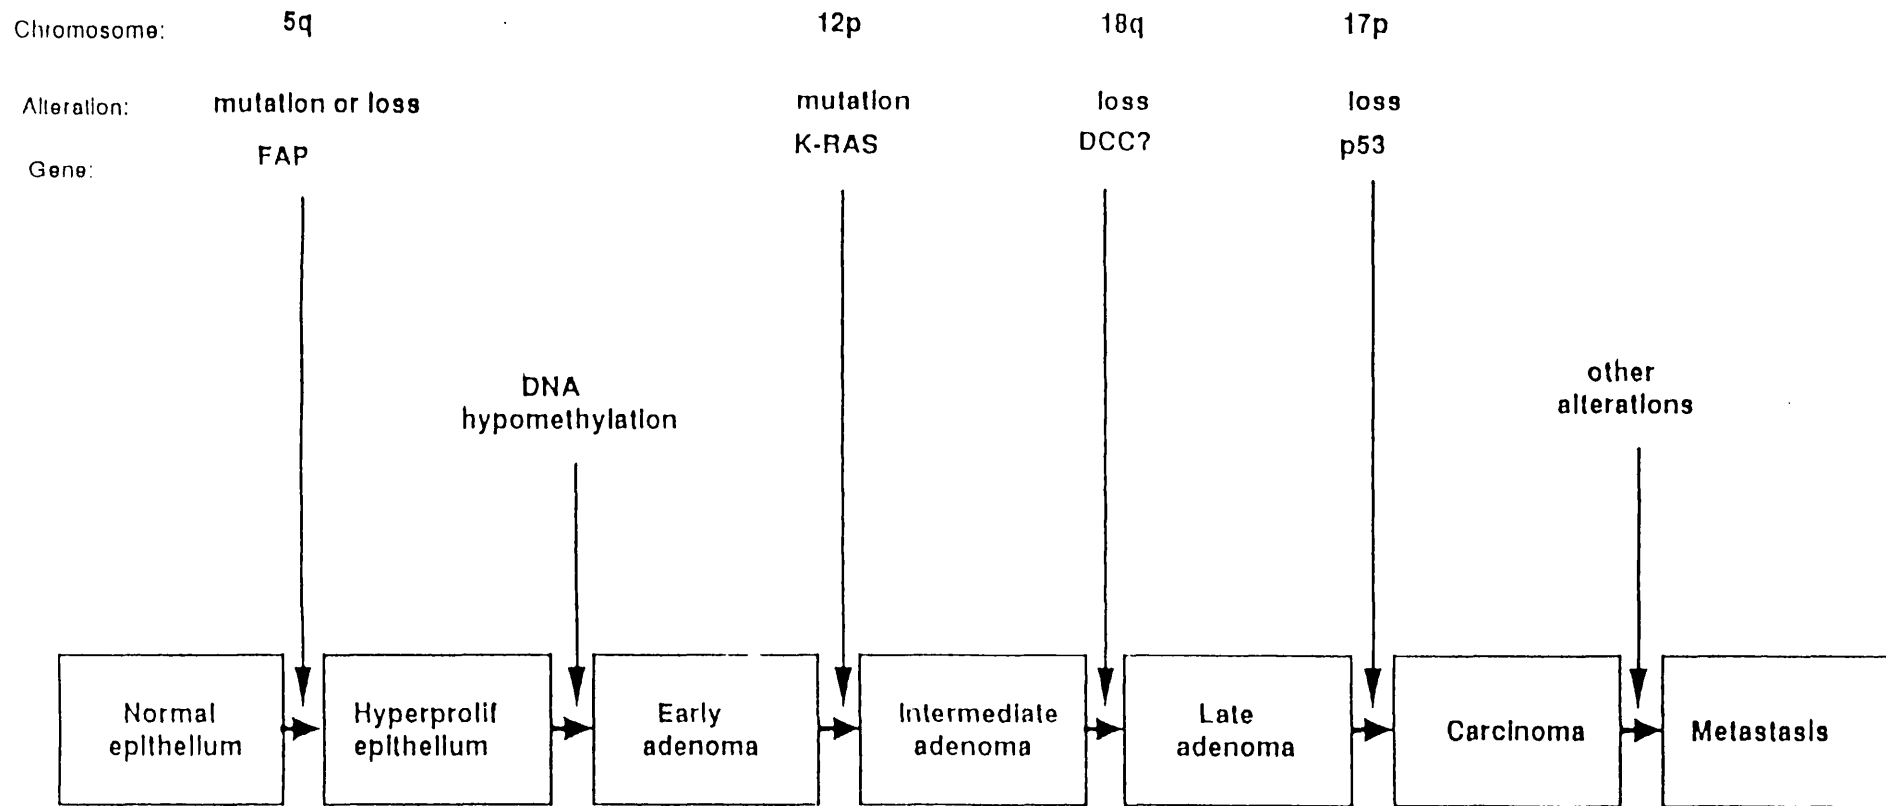 Chromosome: 5q 12p 18q 17p
Alteration: mutation or loss mutation loss loss
Gene: FAP K-RAS DCC? p53
DNA
hypomethylation
other
alterations
Normal
epithelium
Hyperprolif
epithelium
Early
adenoma
Intermediate
adenoma
Late
adenoma
Carcinoma
Metastasis